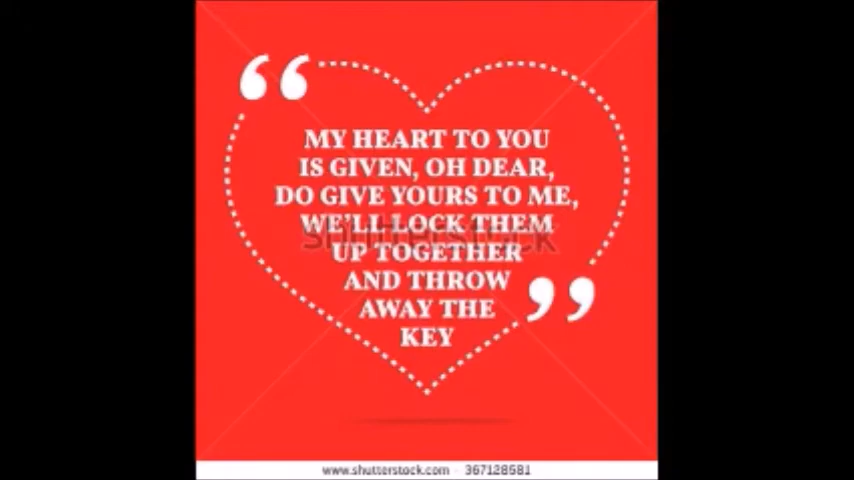 MY HEART TO YOU
IS GIVEN, OH DEAR,
DO GIVE YOURS TO ME,
WE'LL LOCK THEM
shutterstock
UP TOGETHER
AND THROW
AWAY THE
KEY
www.shutterstock.com - 367128581